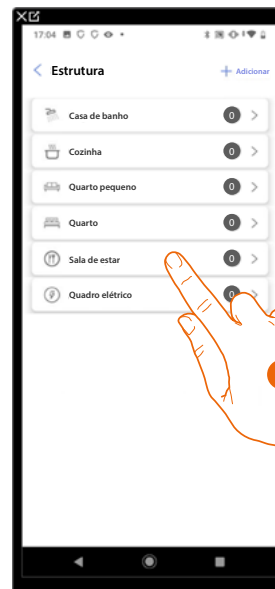 17:04
Estrutura
Adicionar
Casa de banho 0
Cozinha 0
Quarto pequeno 0
Quarto 0
Sala de estar 0
Quadro elétrico 0